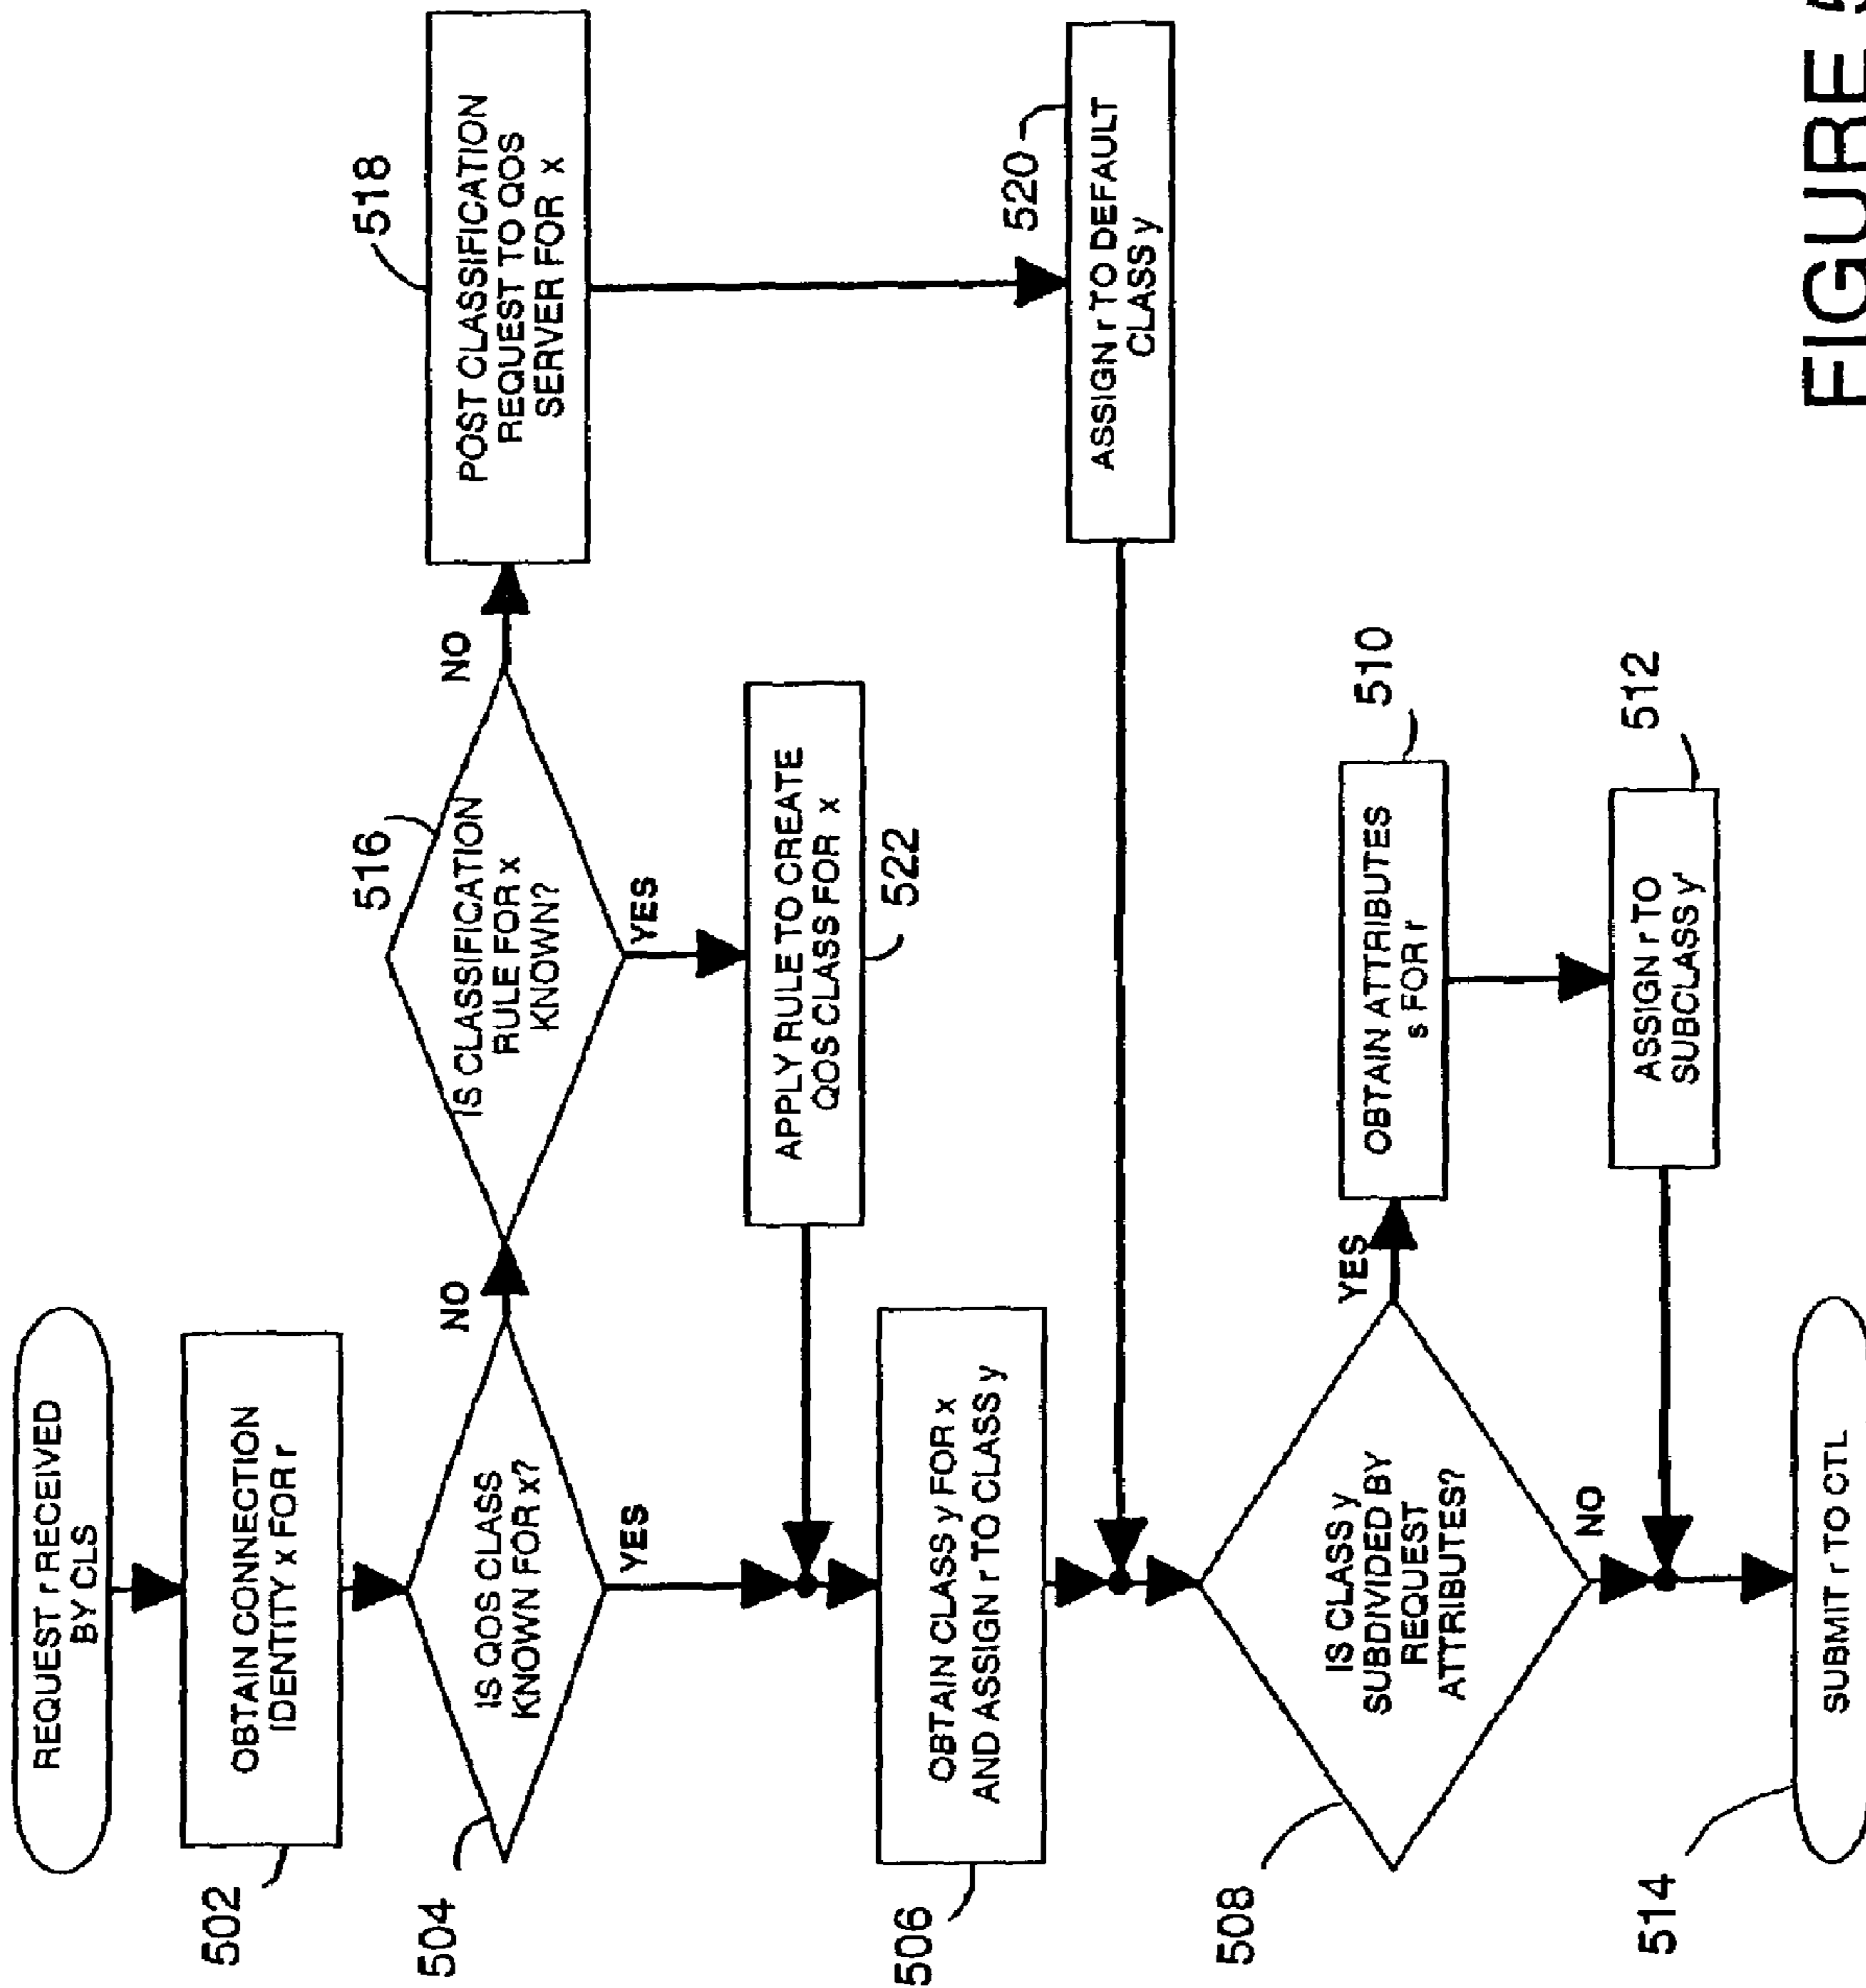 REQUEST r RECEIVED
BY CLS
502
OBTAIN CONNECTION
IDENTITY x FOR r
504
IS QOS CLASS
KNOWN FOR x?
NO
YES
516
IS CLASSIFICATION
RULE FOR x
KNOWN?
NO
YES
518
POST CLASSIFICATION
REQUEST TO QOS
SERVER FOR x
APPLY RULE TO CREATE
QOS CLASS FOR x
522
506
OBTAIN CLASS y FOR x
AND ASSIGN r TO CLASS y
520
ASSIGN r TO DEFAULT
CLASS y
508
IS CLASS y
SUBDIVIDED BY
REQUEST
ATTRIBUTES?
YES
NO
510
OBTAIN ATTRIBUTES
s FOR r
512
ASSIGN r TO
SUBCLASS y'
514
SUBMIT r TO CTL
FIGURE 5